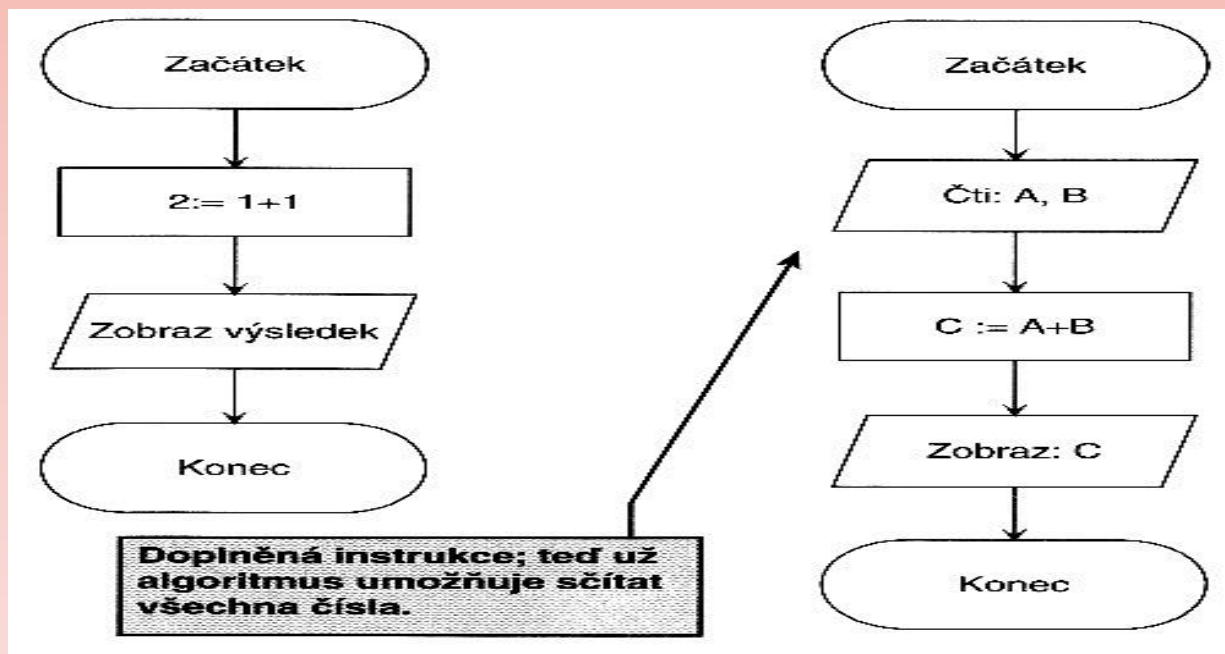 Začátek
2:= 1+1
Zobraz výsledek
Konec
Doplněná instrukce; teď už
algoritmus umožňuje sčítat
všechna čísla.
Začátek
Čti: A, B
C := A+B
Zobraz: C
Konec